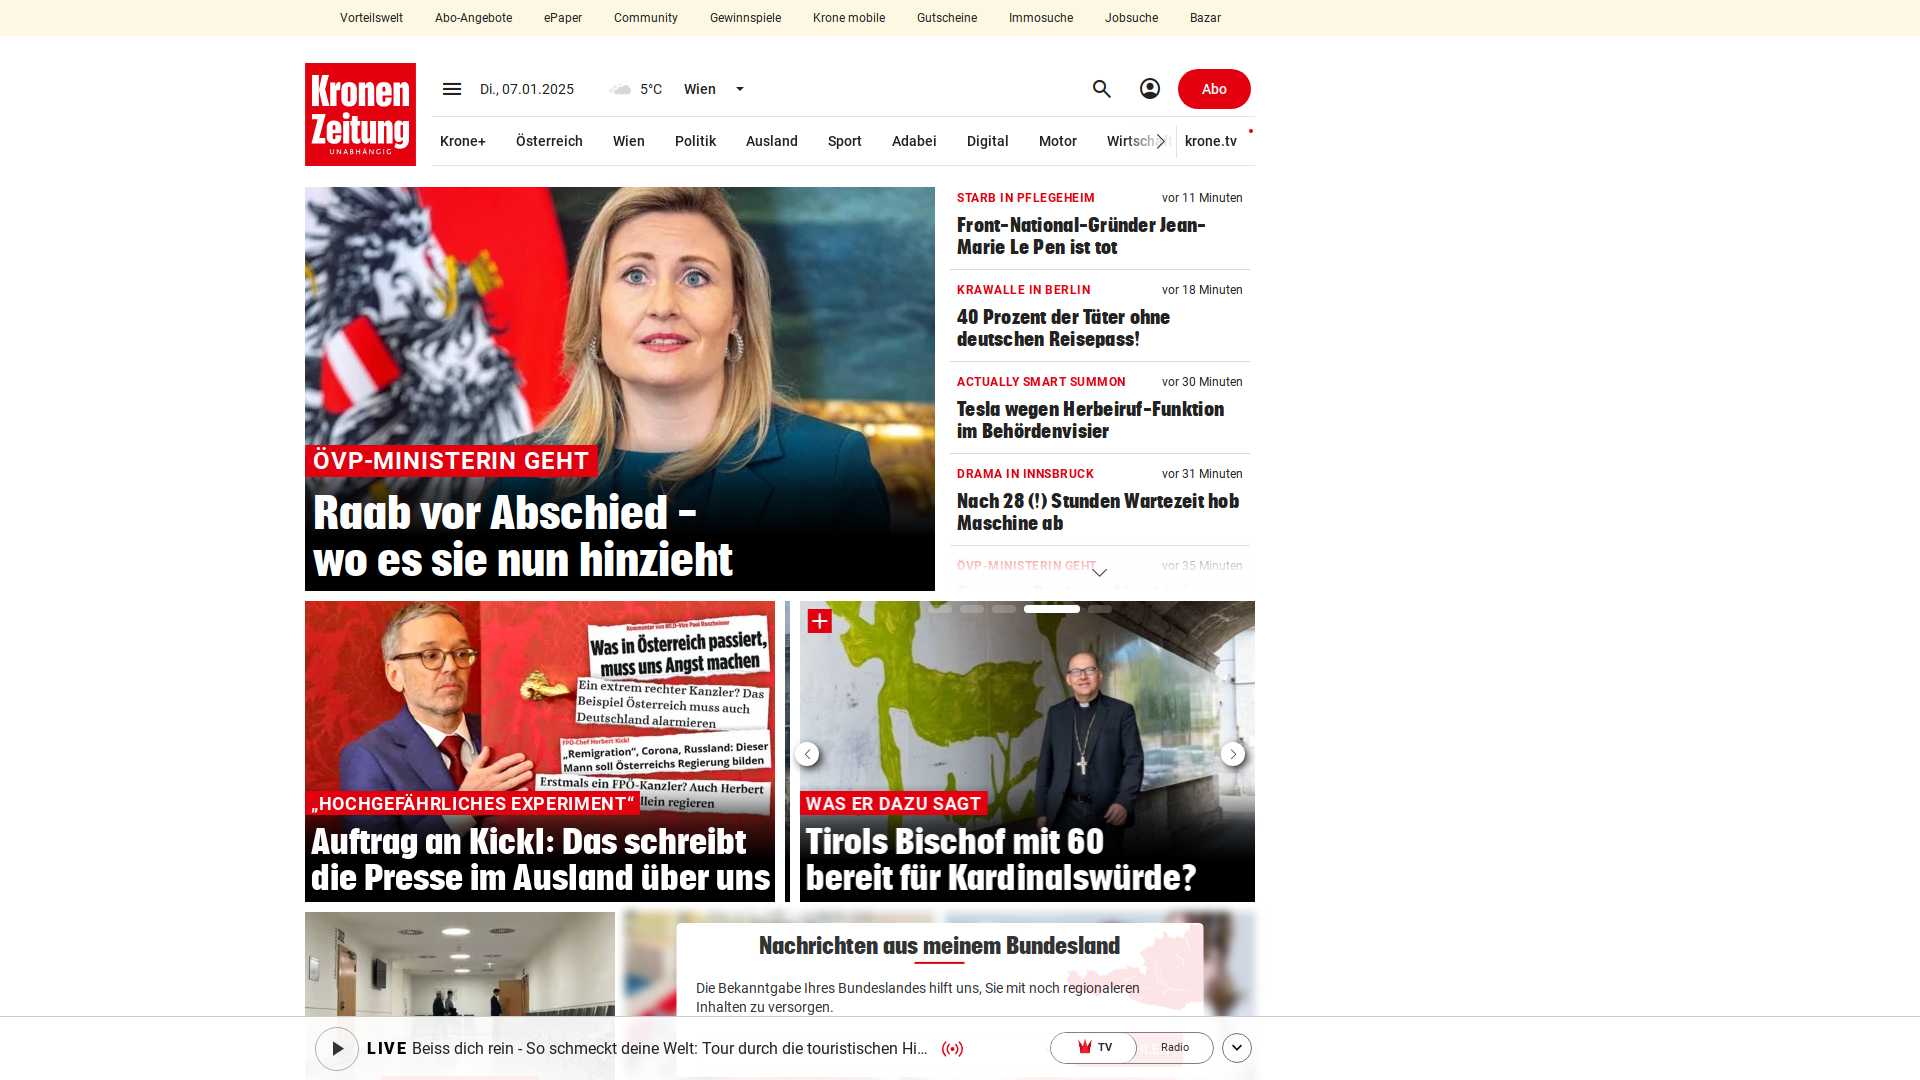 Vorteilswelt Abo-Angebote ePaper Community Gewinnspiele Krone mobile Gutscheine Immosuche Jobsuche Bazar
Kronen
Zeitung
UNABHÄNGIG
Di., 07.01.2025 5°C Wien Abo
Krone+ Österreich Wien Politik Ausland Sport Adabei Digital Motor krone.tv
ÖVP-MINISTERIN GEHT
Raab vor Abschied –
wo es sie nun hinzieht
STARB IN PFLEGEHEIM vor 11 Minuten
Front-National-Gründer Jean-
Marie Le Pen ist tot
KRAWALLE IN BERLIN vor 18 Minuten
40 Prozent der Täter ohne
deutschen Reisepass!
ACTUALLY SMART SUMMON vor 30 Minuten
Tesla wegen Herbeiruf-Funktion
im Behördenvisier
DRAMA IN INNSBRUCK vor 31 Minuten
Nach 28 (!) Stunden Wartezeit hob
Maschine ab
ÖVP-MINISTERIN GEHT vor 35 Minuten
Kommentar von BILD-Vize Paul Ronzheimer
Was in Österreich passiert,
muss uns Angst machen
Ein extrem rechter Kanzler? Das
Beispiel Österreich muss auch
Deutschland alarmieren
FPÖ-Chef Herbert Kickl
„Remigration“, Corona, Russland: Dieser
Mann soll Österreichs Regierung bilden
Erstmals ein FPÖ-Kanzler? Auch Herbert
allein regieren
„HOCHGEFÄHRLICHES EXPERIMENT“
Auftrag an Kickl: Das schreibt
die Presse im Ausland über uns
WAS ER DAZU SAGT
Tirols Bischof mit 60
bereit für Kardinalswürde?
Nachrichten aus meinem Bundesland
Die Bekanntgabe Ihres Bundeslandes hilft uns, Sie mit noch regionaleren
Inhalten zu versorgen.
LIVE Beiss dich rein - So schmeckt deine Welt: Tour durch die touristischen Hi... TV Radio